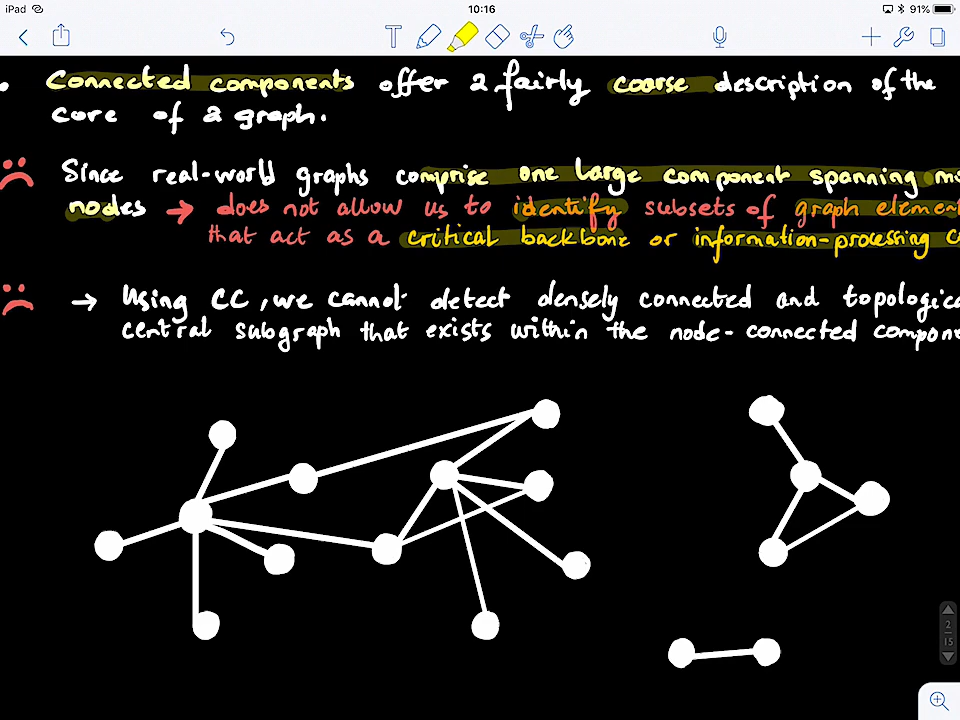 iPad
10:16
91%
T
Connected components offer a fairly coarse description of the
core of a graph.
Since real-world graphs comprise one large component spanning
nodes → does not allow us to identify subsets of graph
that act as a critical backbone or information-processing
→ Using CC, we cannot detect densely connected and
central subgraph that exists within the node-connected
2
15